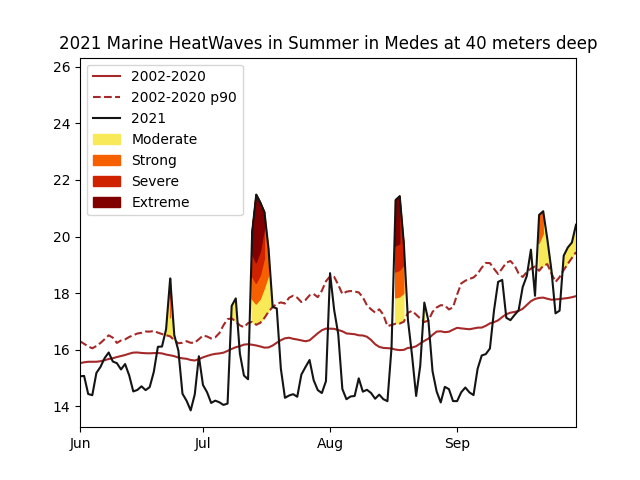 2021 Marine HeatWaves in Summer in Medes at 40 meters deep
26
24
22
20
18
16
14
2002-2020
2002-2020 p90
2021
Moderate
Strong
Severe
Extreme
Jun
Jul
Aug
Sep